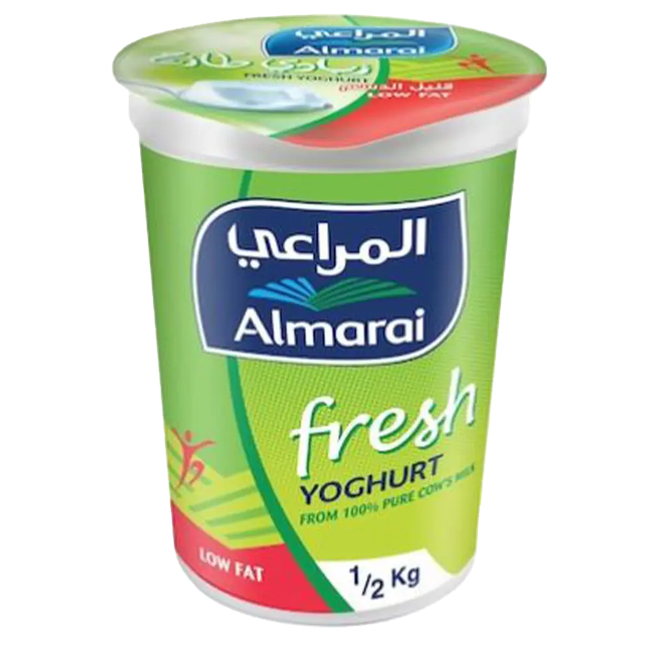 المراعي
Almarai
زبادي طازج
FRESH YOGHURT
قليل الدسم
LOW FAT
المراعي
Almarai
fresh
YOGHURT
FROM 100% PURE COW'S MILK
LOW FAT
1/2 Kg